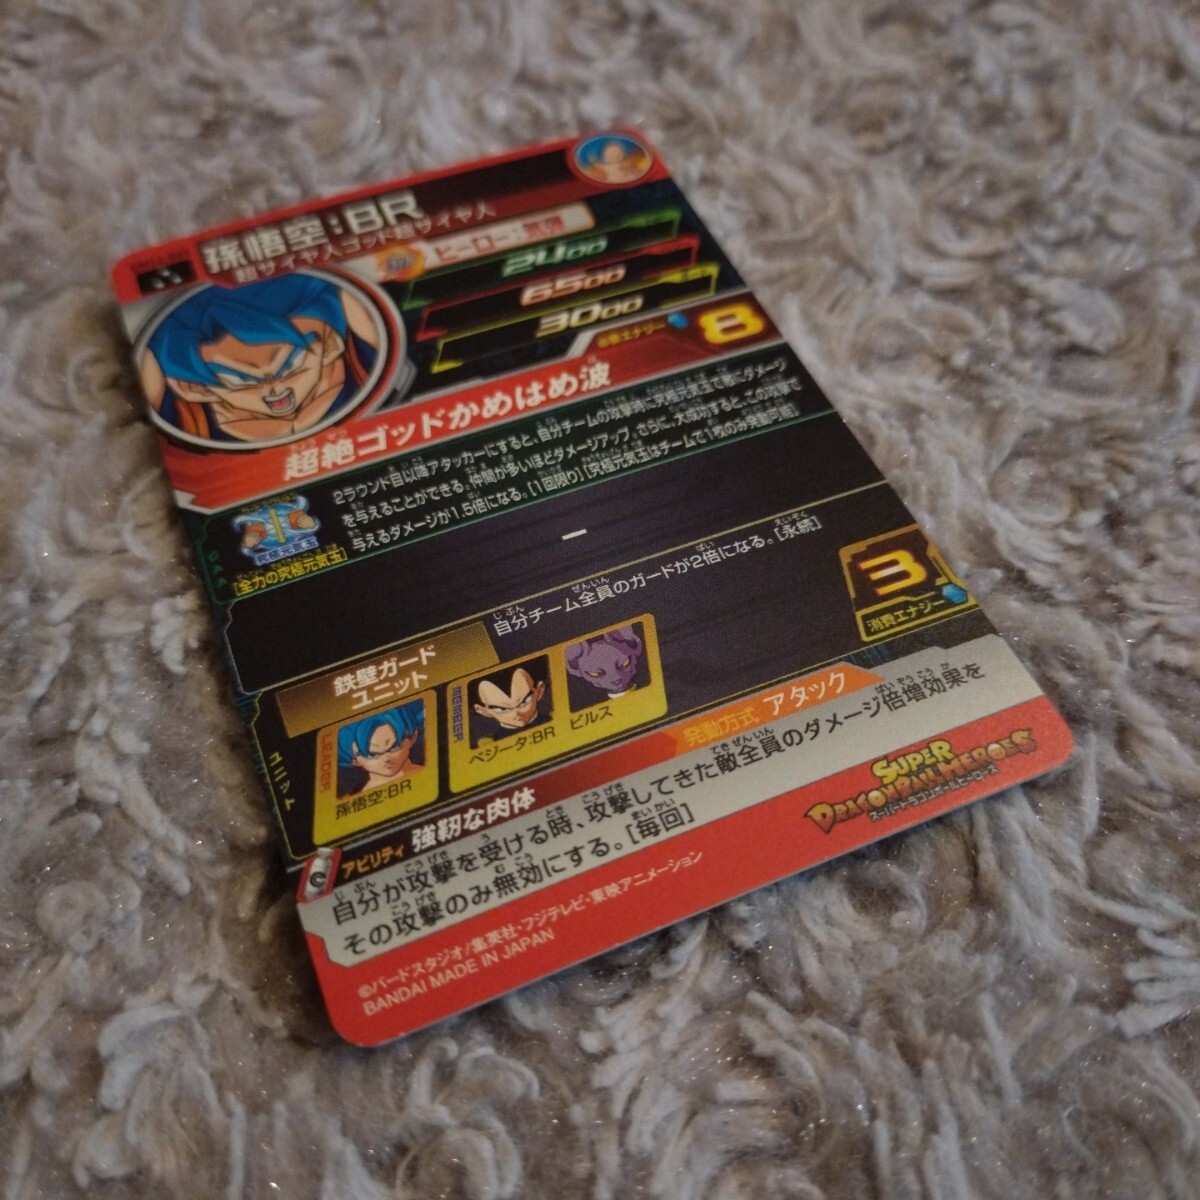 孫悟空:BR
超サイヤ人ゴッド超サイヤ人
ヒーロー:気弾
2400
6500
3000
必要エナジー 8
超絶ゴッドかめはめ波
2ラウンド目以降アタッカーにすると、自分チームの攻撃時に究極元気玉で敵にダメージ
を与えることができる。仲間が多いほどダメージアップ。さらに、大成功すると、この攻撃で
与えるダメージが1.5倍になる。[1回限り][究極元気玉はチームで1枚のみ発動可能]
究極元気玉
[全力の究極元気玉]
CAA
ー
自分チーム全員のガードが2倍になる。[永続]
3
消費エナジー
鉄壁ガード
ユニット
ユニット
LEADER
孫悟空:BR
MEMBER
ベジータ:BR
ビルス
アビリティ 強靭な肉体
発動方式 アタック
自分が攻撃を受ける時、攻撃してきた敵全員のダメージ倍増効果を
その攻撃のみ無効にする。[毎回]
SUPER
DRAGONBALL HEROES
スーパードラゴンボールヒーローズ
©バードスタジオ/集英社・フジテレビ・東映アニメーション
BANDAI MADE IN JAPAN